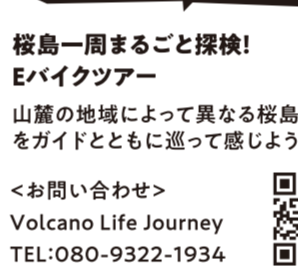 桜島一周まるごと探検!
Eバイクツアー
山麓の地域によって異なる桜島
をガイドとともに巡って感じよう
<お問い合わせ>
Volcano Life Journey
TEL:080-9322-1934